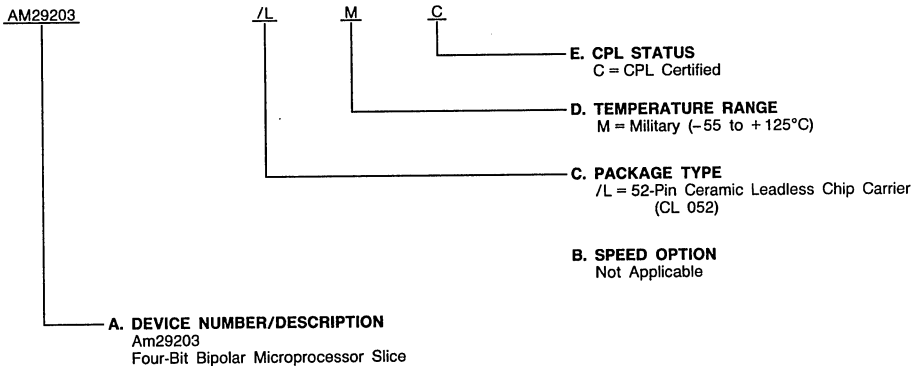 AM29203 /L M C
E. CPL STATUS
C = CPL Certified
D. TEMPERATURE RANGE
M = Military (−55 to +125°C)
C. PACKAGE TYPE
/L = 52-Pin Ceramic Leadless Chip Carrier
(CL 052)
B. SPEED OPTION
Not Applicable
A. DEVICE NUMBER/DESCRIPTION
Am29203
Four-Bit Bipolar Microprocessor Slice